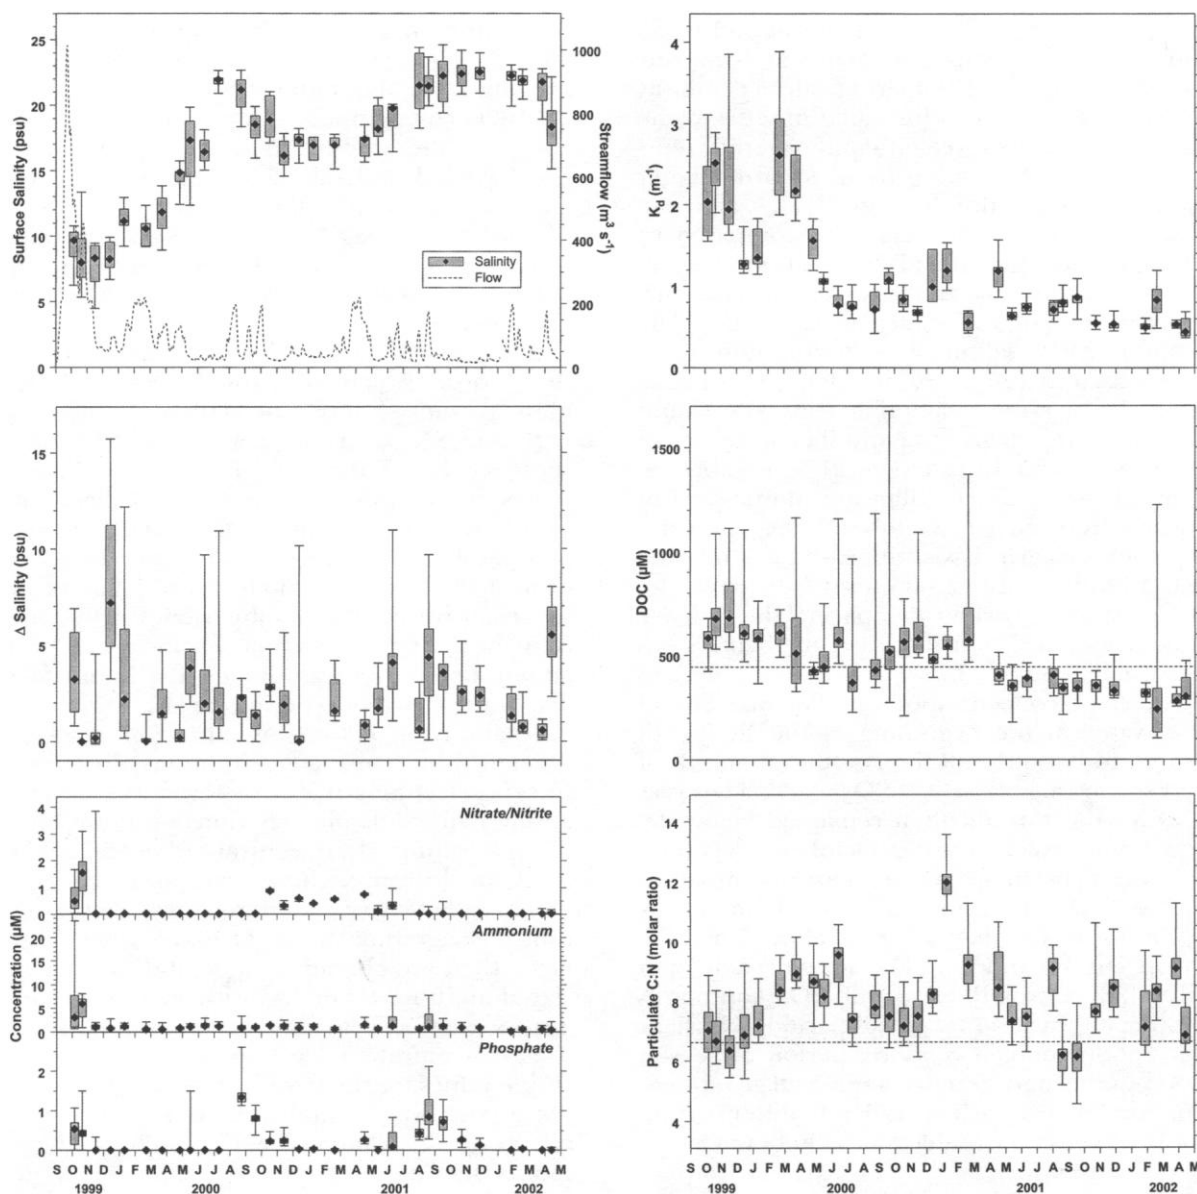 25
20
15
10
5
0
Surface Salinity (psu)
1000
800
600
400
200
0
Streamflow (m³ s⁻¹)
Salinity
Flow
4
3
2
1
0
K_d (m⁻¹)
15
10
5
0
Δ Salinity (psu)
1500
1000
500
0
DOC (µM)
Nitrate/Nitrite
4
3
2
1
0
Ammonium
20
15
10
5
0
Phosphate
2
1
0
Concentration (µM)
S O N D J F M A M J J A S O N D J F M A M J J A S O N D J F M A M
1999 2000 2001 2002
14
12
10
8
6
4
Particulate C:N (molar ratio)
S O N D J F M A M J J A S O N D J F M A M J J A S O N D J F M A M
1999 2000 2001 2002